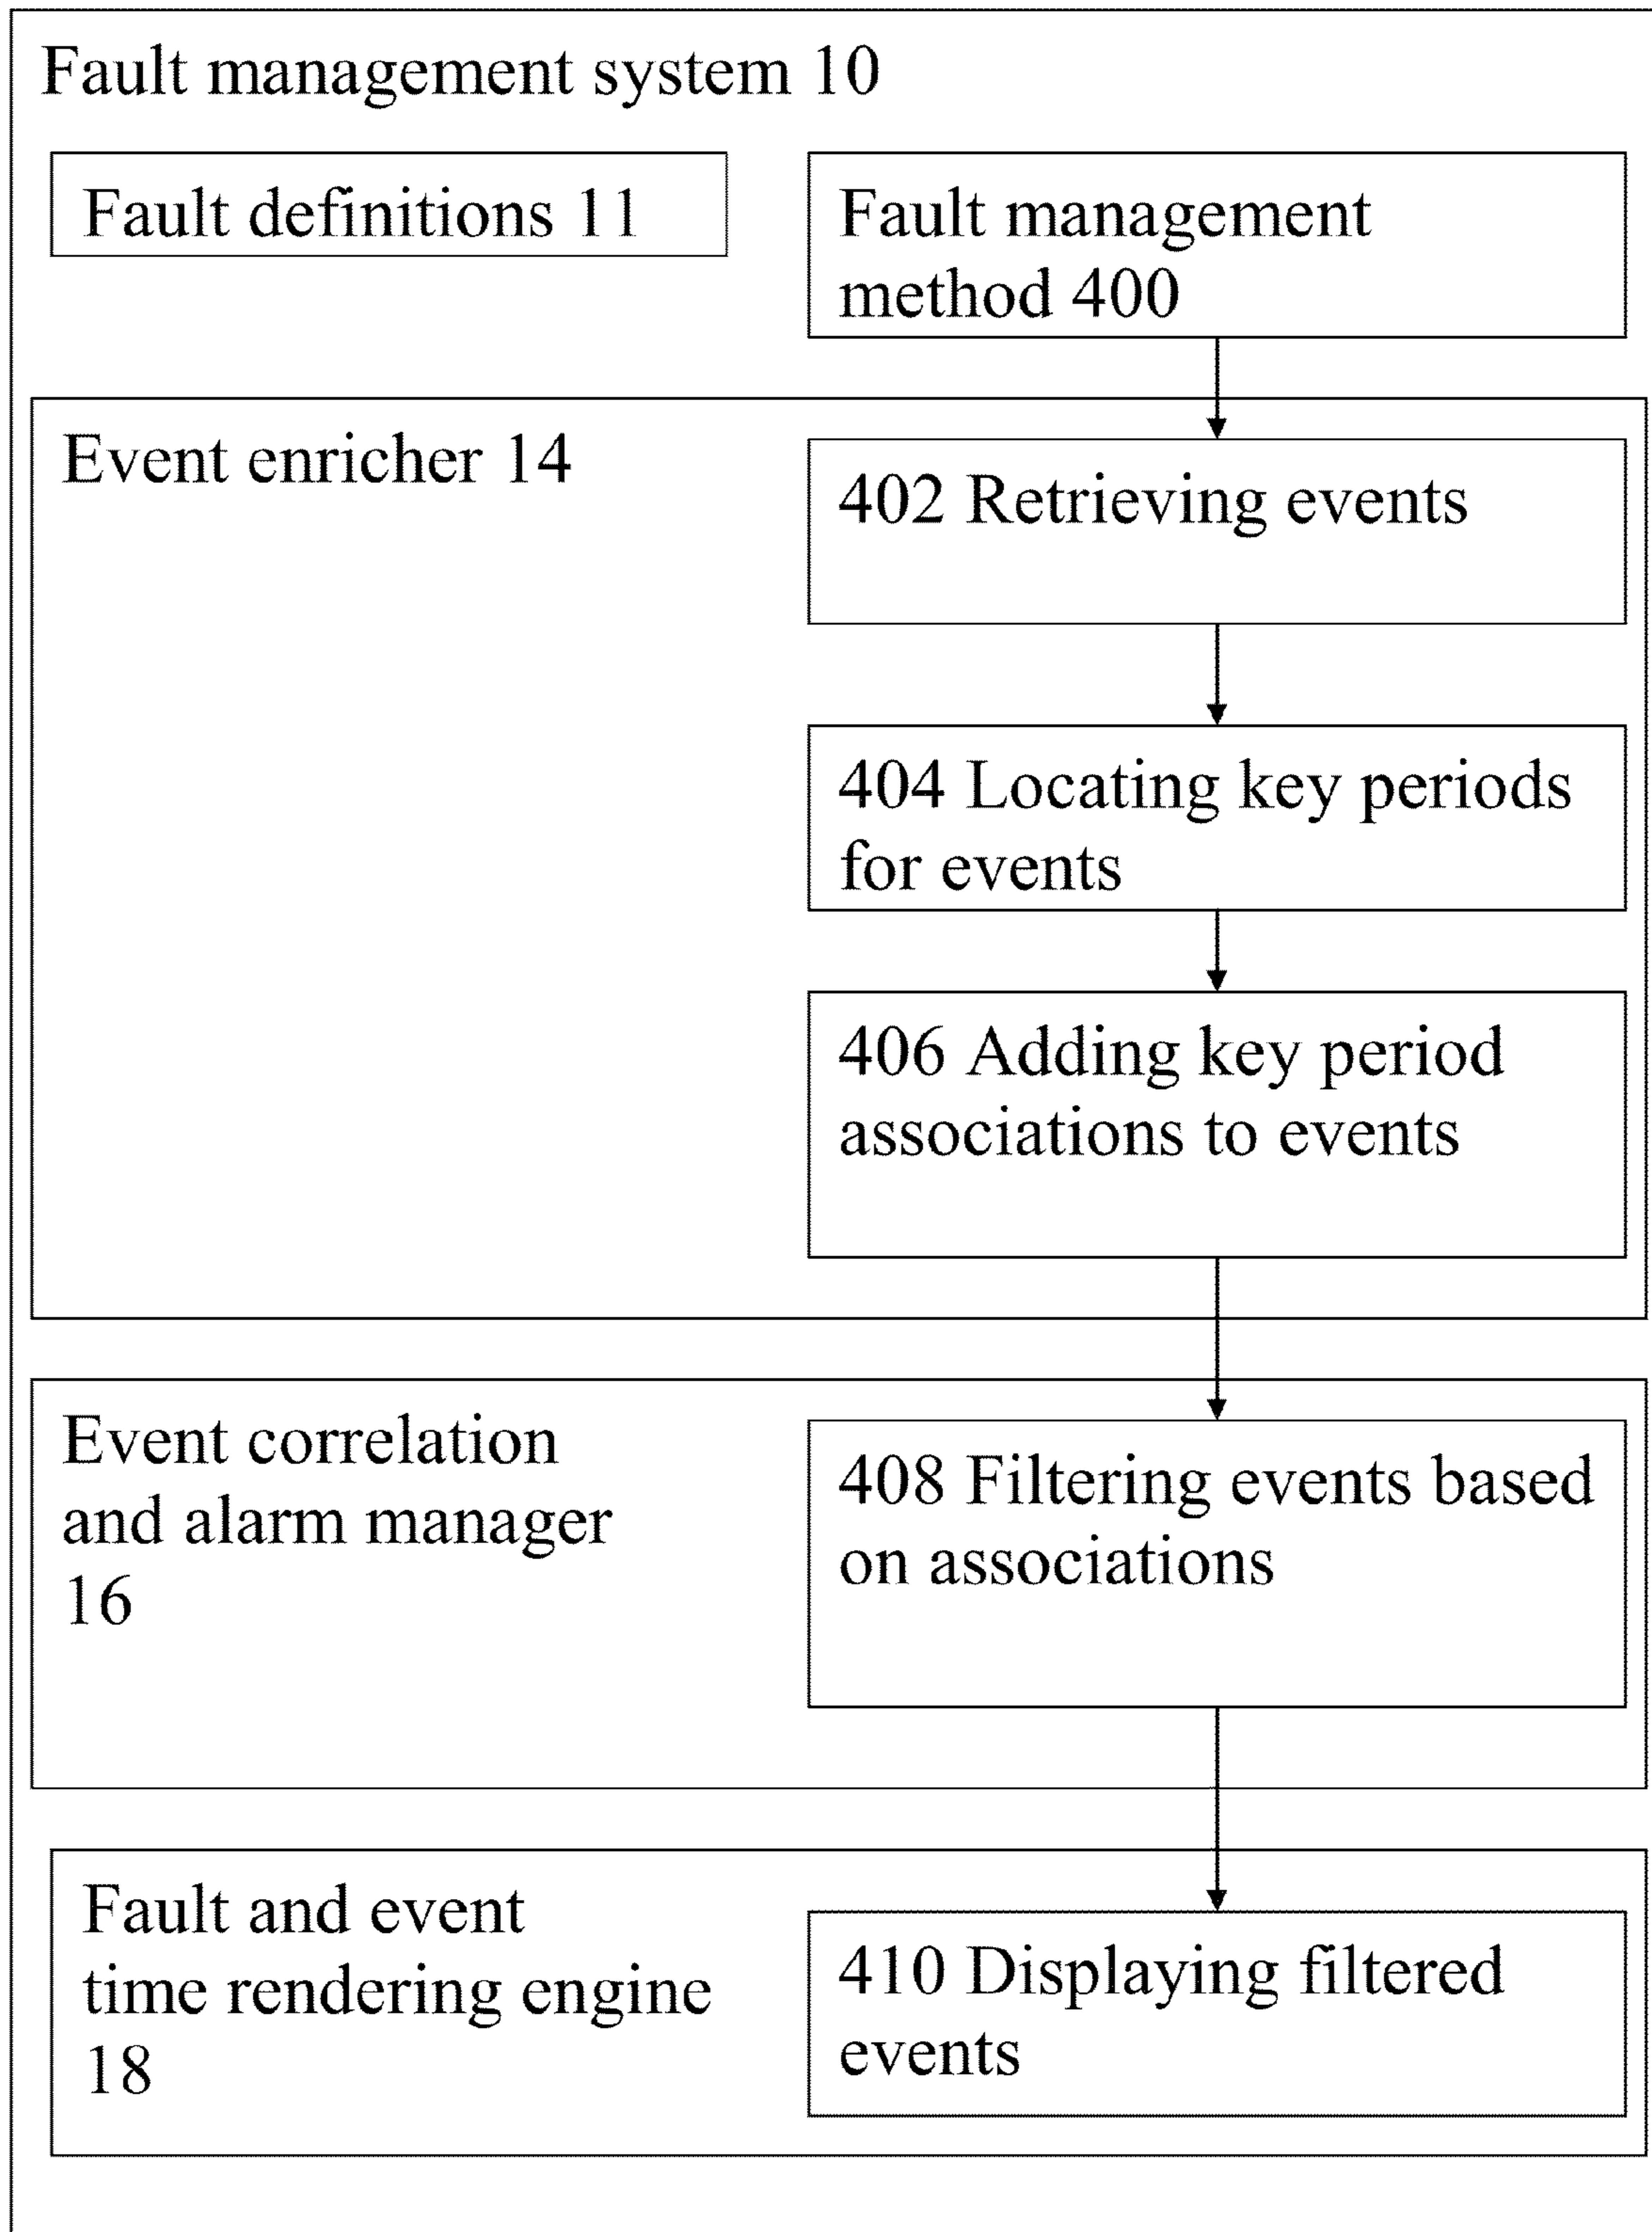 Fault management system 10
Fault definitions 11
Fault management
method 400
Event enricher 14
402 Retrieving events
404 Locating key periods
for events
406 Adding key period
associations to events
Event correlation
and alarm manager
16
408 Filtering events based
on associations
Fault and event
time rendering engine
18
410 Displaying filtered
events